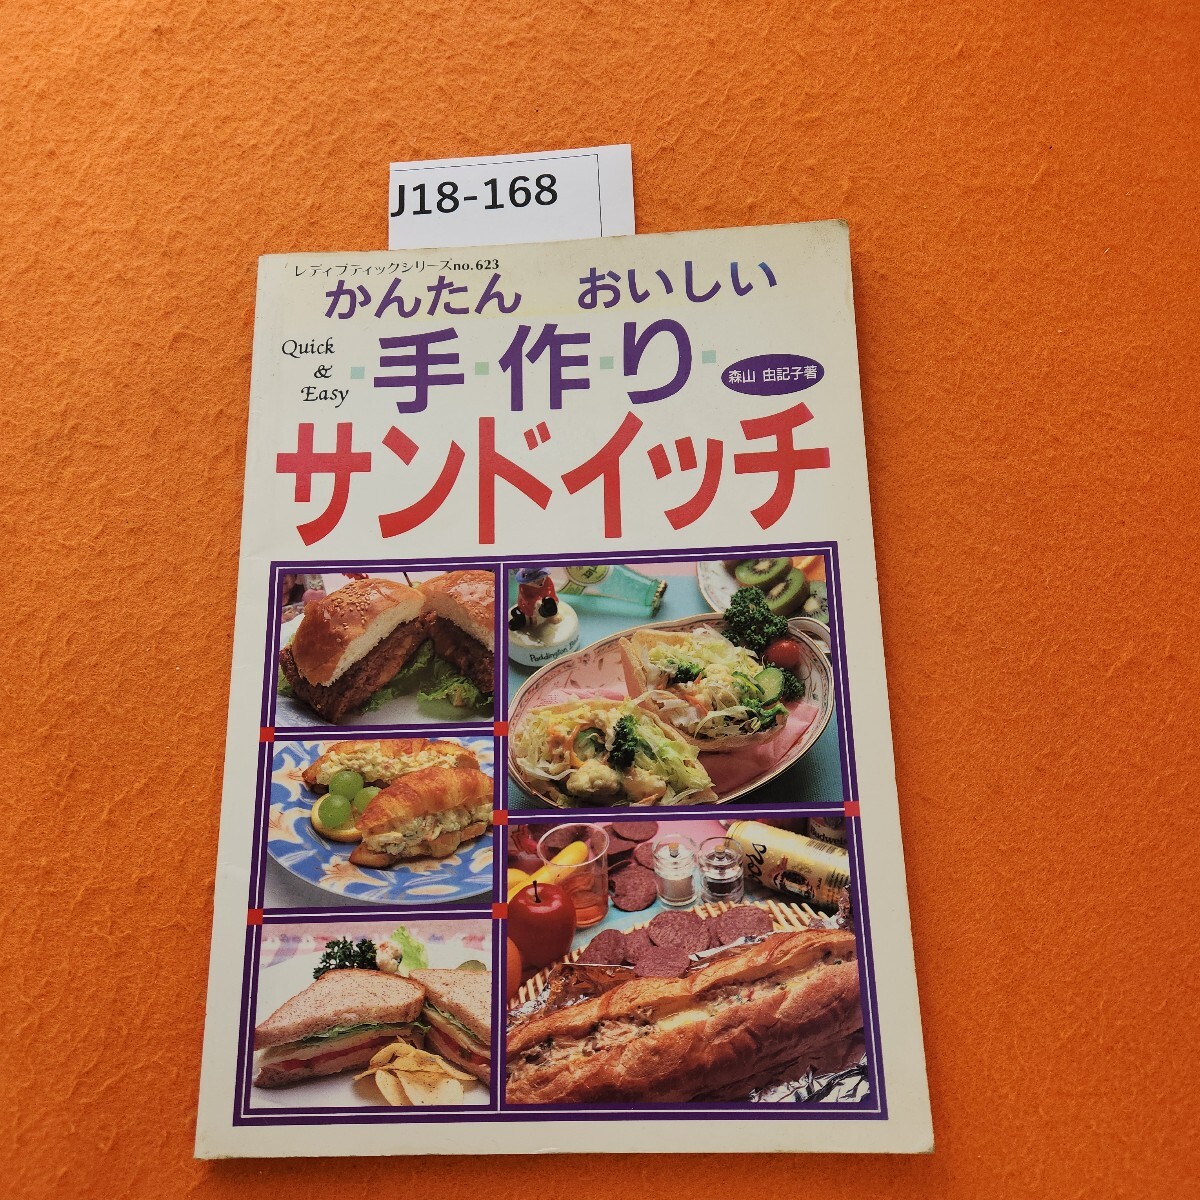 J18-168
レディブティックシリーズno.623
かんたん おいしい
Quick
&
Easy
手・作・り
森山 由記子著
サンドイッチ
Paddington